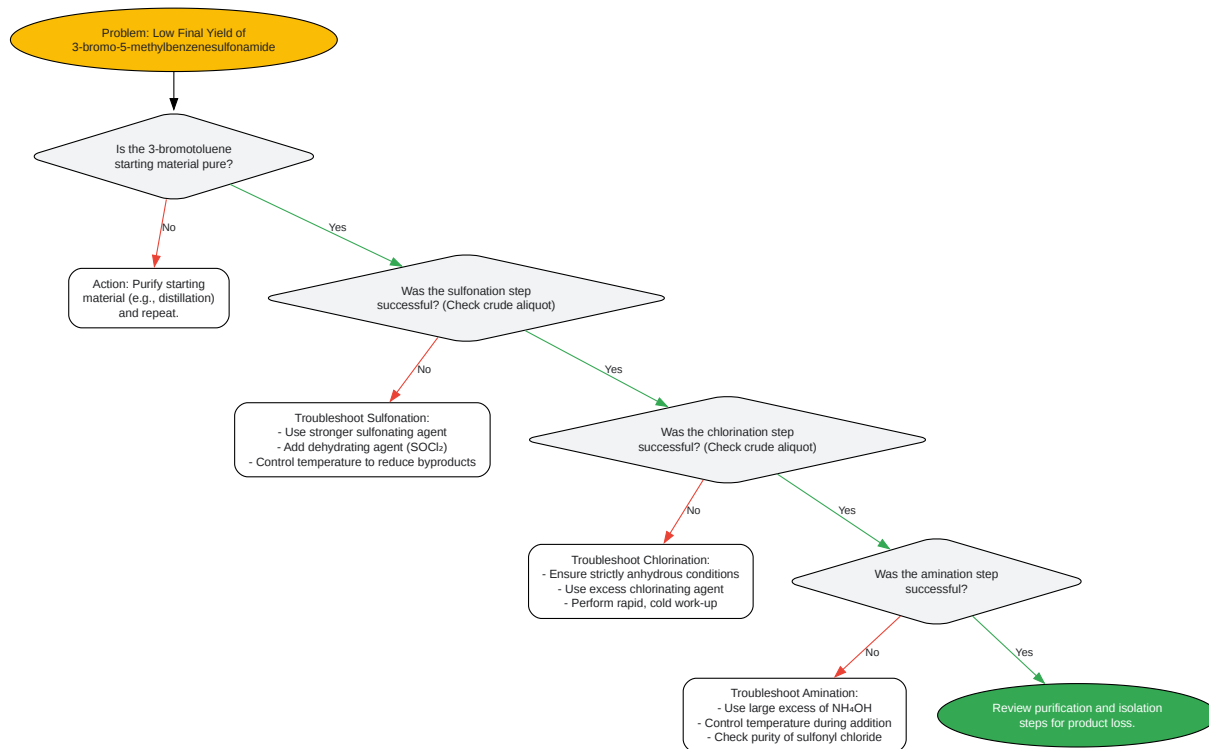 Problem: Low Final Yield of
3-bromo-5-methylbenzenesulfonamide
Is the 3-bromotoluene
starting material pure?
No
Yes
Action: Purify starting
material (e.g., distillation)
and repeat.
Was the sulfonation step
successful? (Check crude aliquot)
No
Yes
Troubleshoot Sulfonation:
- Use stronger sulfonating agent
- Add dehydrating agent (SOCl₂)
- Control temperature to reduce byproducts
Was the chlorination step
successful? (Check crude aliquot)
No
Yes
Troubleshoot Chlorination:
- Ensure strictly anhydrous conditions
- Use excess chlorinating agent
- Perform rapid, cold work-up
Was the amination step
successful?
No
Yes
Troubleshoot Amination:
- Use large excess of NH₄OH
- Control temperature during addition
- Check purity of sulfonyl chloride
Review purification and isolation
steps for product loss.